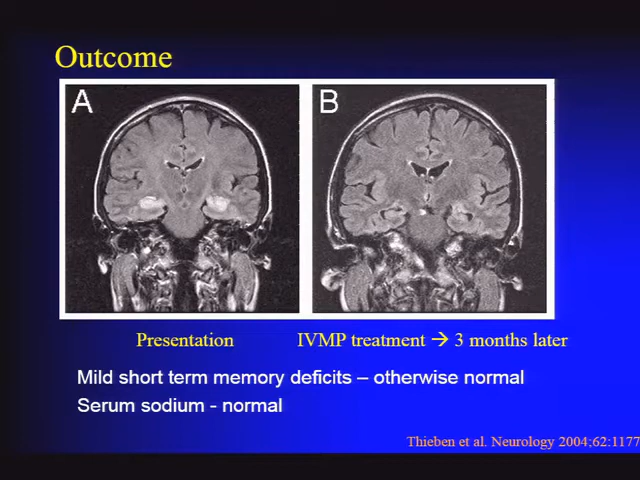 Outcome
A
B
Presentation
IVMP treatment → 3 months later
Mild short term memory deficits – otherwise normal
Serum sodium - normal
Thieben et al. Neurology 2004;62:1177